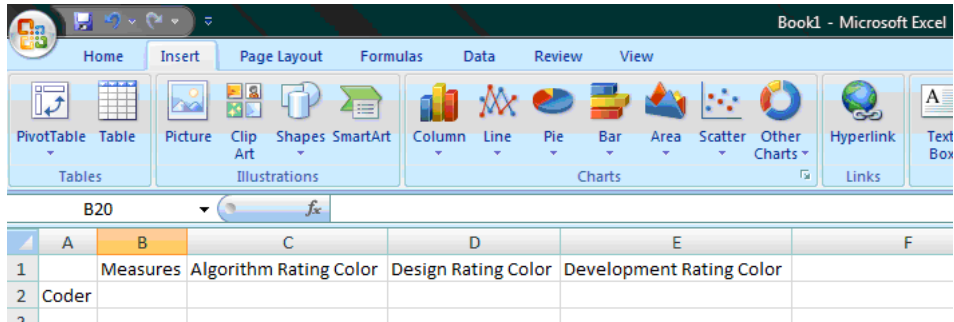 Book1 - Microsoft Excel
Home Insert Page Layout Formulas Data Review View
PivotTable Table Picture Clip Art Shapes SmartArt Column Line Pie Bar Area Scatter Other Charts Hyperlink Text Box
Tables Illustrations Charts Links
B20 fx
A B C D E F
1 Measures Algorithm Rating Color Design Rating Color Development Rating Color
2 Coder